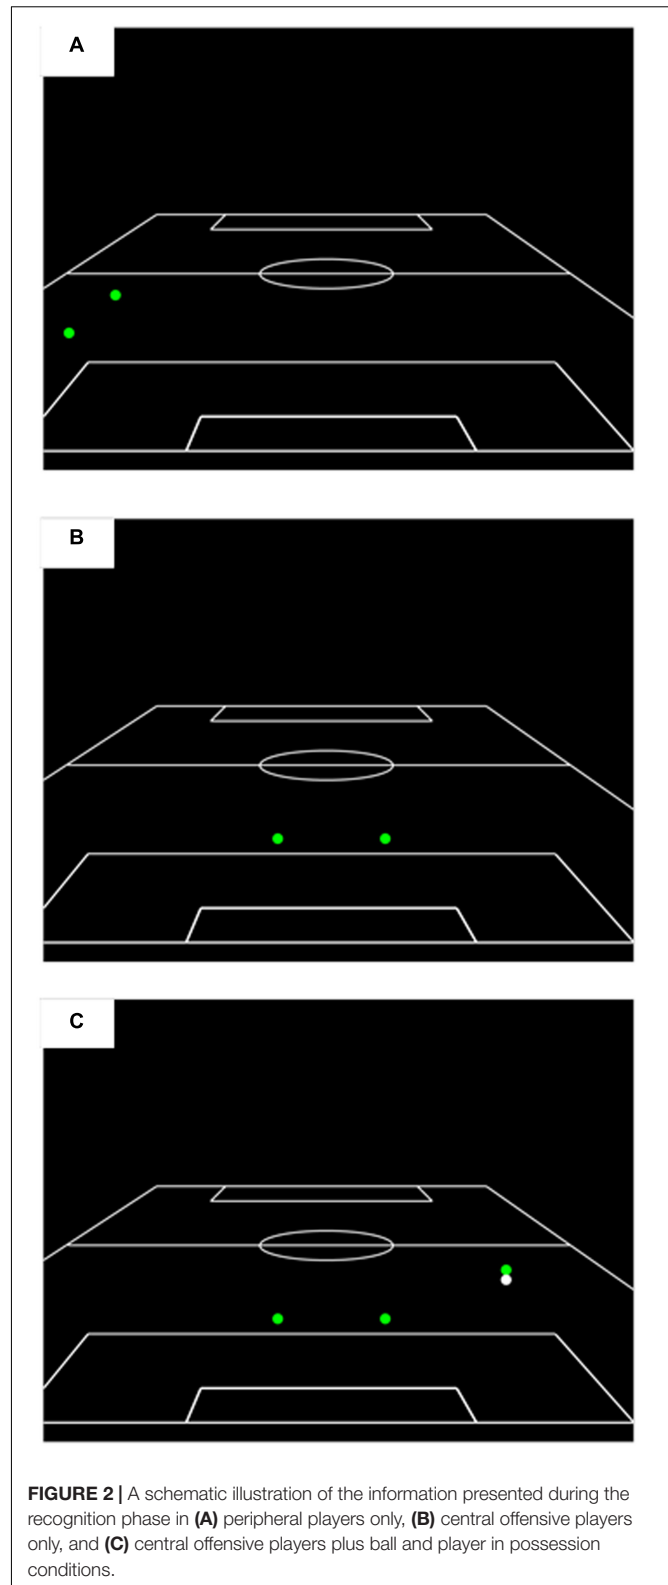 A
B
C
FIGURE 2 | A schematic illustration of the information presented during the
recognition phase in (A) peripheral players only, (B) central offensive players
only, and (C) central offensive players plus ball and player in possession
conditions.